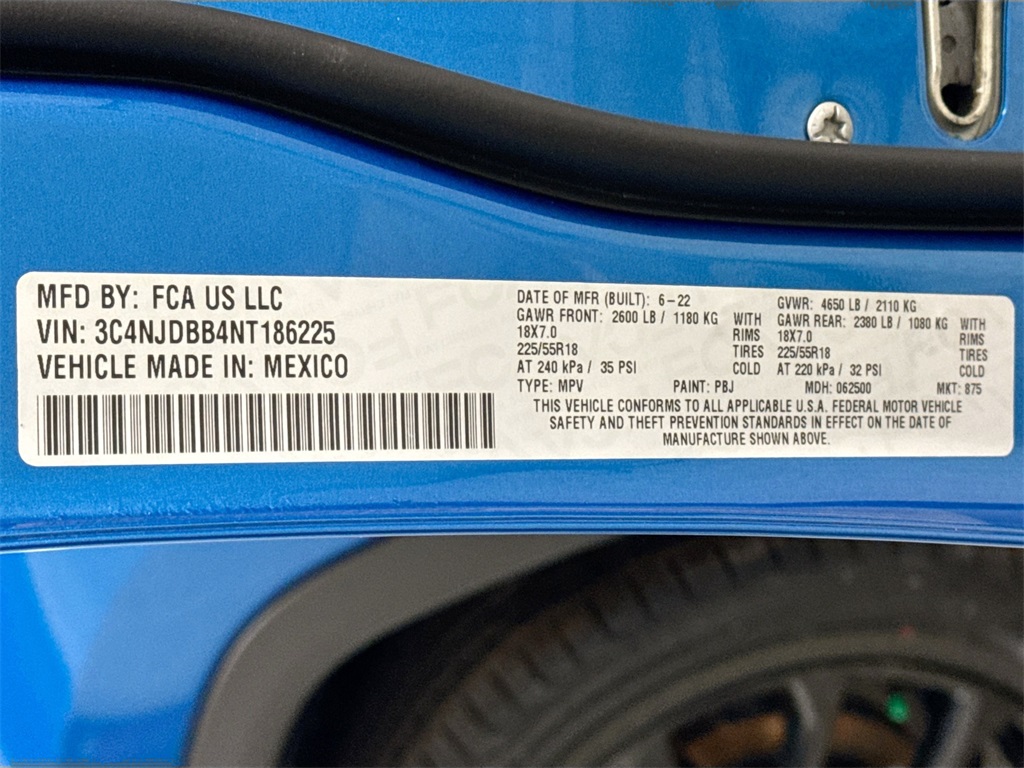 MFD BY: FCA US LLC
VIN: 3C4NJDBB4NT186225
VEHICLE MADE IN: MEXICO
DATE OF MFR (BUILT): 6-22
GAWR FRONT: 2600 LB / 1180 KG WITH
18X7.0 RIMS
225/55R18 TIRES
AT 240 kPa / 35 PSI COLD
GVWR: 4650 LB / 2110 KG
GAWR REAR: 2380 LB / 1080 KG WITH
18X7.0 RIMS
225/55R18 TIRES
AT 220 kPa / 32 PSI COLD
TYPE: MPV PAINT: PBJ MDH: 062500 MKT: 875
THIS VEHICLE CONFORMS TO ALL APPLICABLE U.S.A. FEDERAL MOTOR VEHICLE
SAFETY AND THEFT PREVENTION STANDARDS IN EFFECT ON THE DATE OF
MANUFACTURE SHOWN ABOVE.